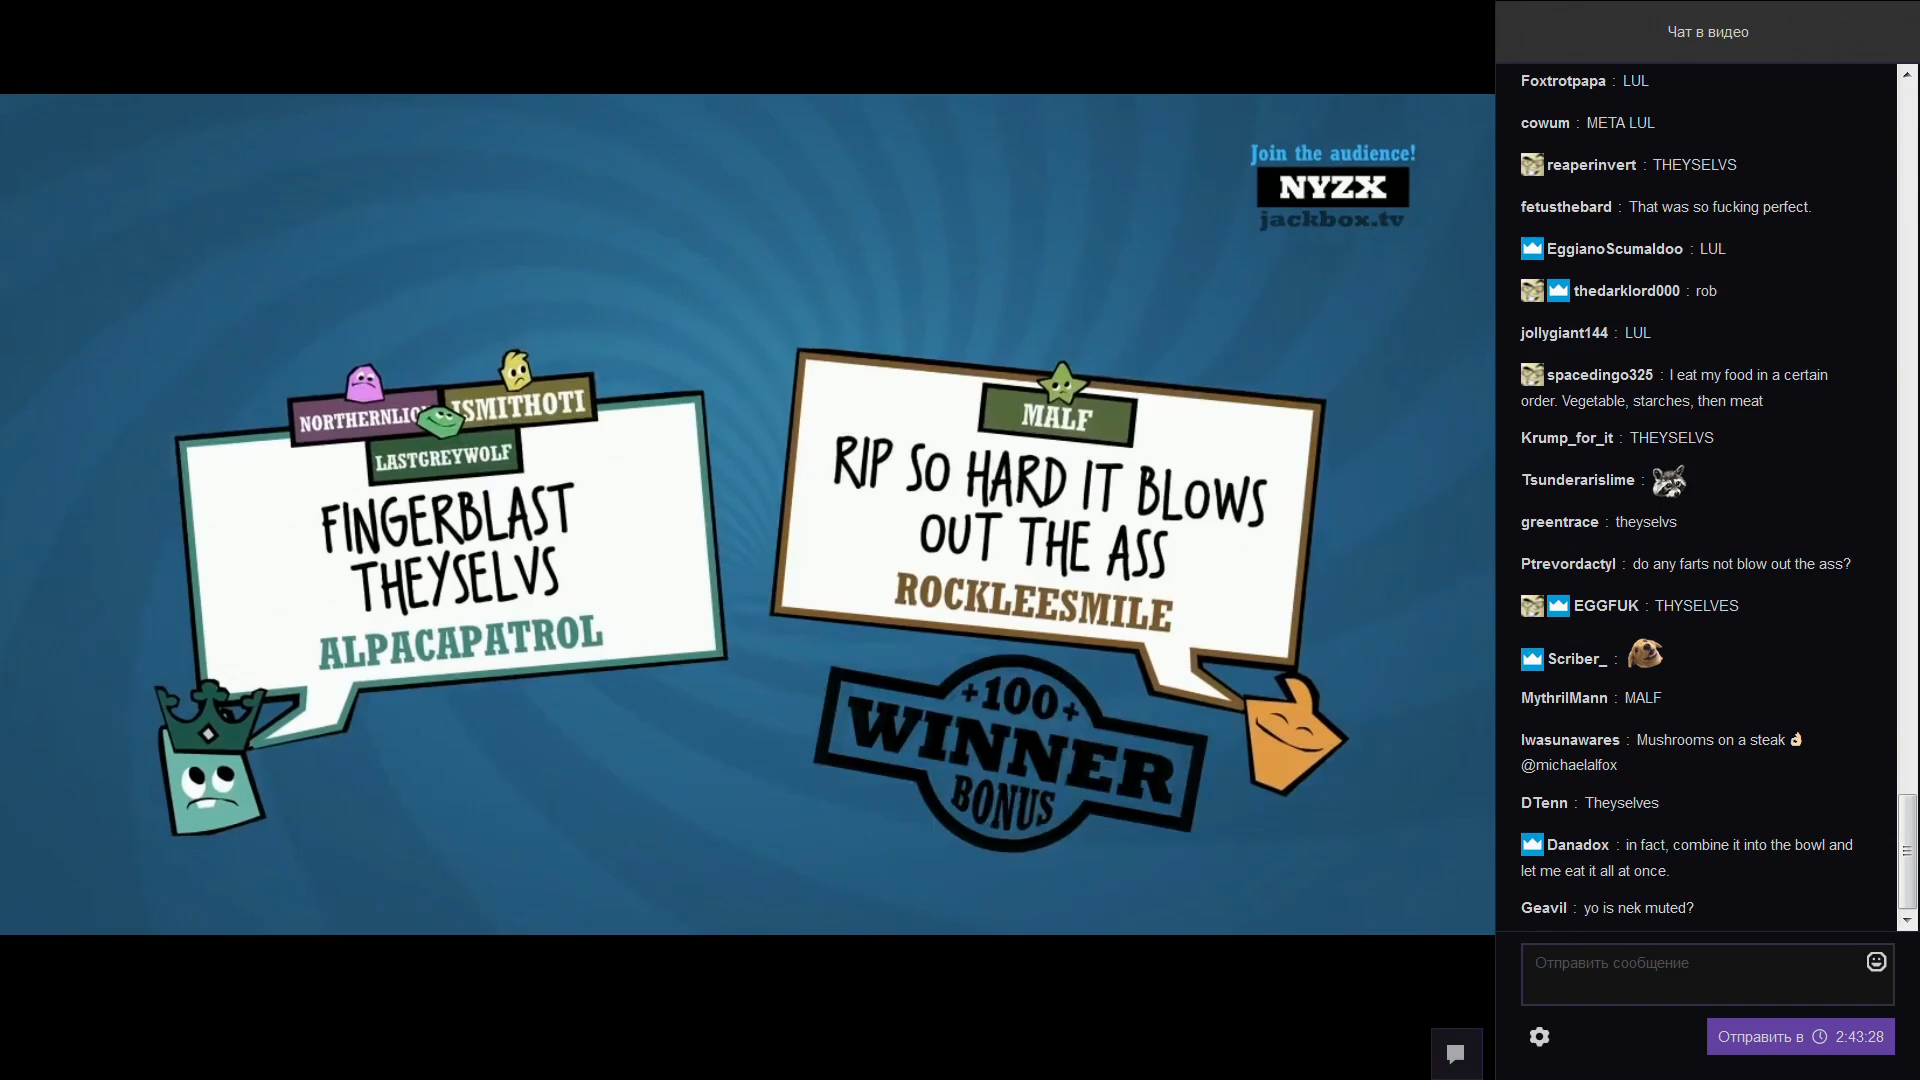 Join the audience!
NYZX
jackbox.tv
NORTHERNLIO
JSMITHOTI
LASTGREYWOLF
FINGERBLAST
THEYSELVS
ALPACAPATROL
MALF
RIP SO HARD IT BLOWS
OUT THE ASS
ROCKLEESMILE
+100+
WINNER
BONUS
Чат в видео
Foxtrotpapa : LUL
cowum : META LUL
reaperinvert : THEYSELVS
fetusthebard : That was so fucking perfect.
EggianoScumaldoo : LUL
thedarklord000 : rob
jollygiant144 : LUL
spacedingo325 : I eat my food in a certain
order. Vegetable, starches, then meat
Krump_for_it : THEYSELVS
Tsunderarislime :
greentrace : theyselvs
Ptrevordactyl : do any farts not blow out the ass?
EGGFUK : THYSELVES
Scriber_ :
MythrilMann : MALF
Iwasunawares : Mushrooms on a steak 👌🏻
@michaelalfox
DTenn : Theyselves
Danadox : in fact, combine it into the bowl and
let me eat it all at once.
Geavil : yo is nek muted?
Отправить сообщение
Отправить в 2:43:28